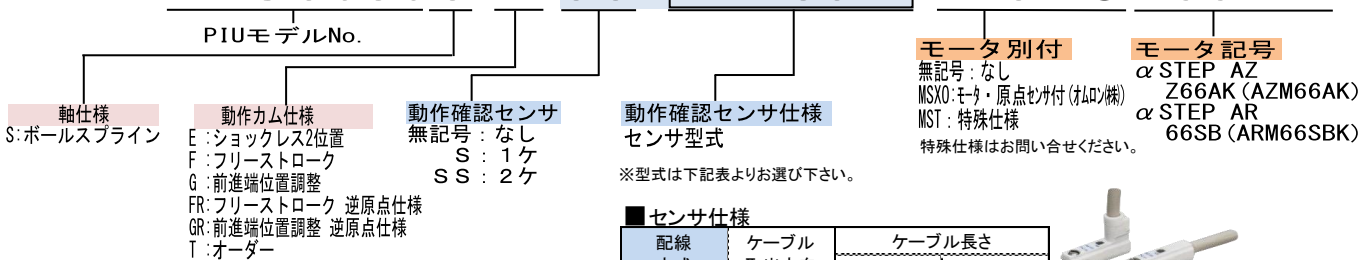 PIUモデルNo.
軸仕様
S:ボールスプライン
動作カム仕様
E :ショックレス2位置
F :フリーストローク
G :前進端位置調整
FR:フリーストローク 逆原点仕様
GR:前進端位置調整 逆原点仕様
T :オーダー
動作確認センサ
無記号：なし
S：1ケ
SS：2ケ
動作確認センサ仕様
センサ型式
※型式は下記表よりお選び下さい。
モータ別付
無記号：なし
MSXO:モータ・原点センサ付(オムロン㈱)
MST：特殊仕様
特殊仕様はお問い合せください。
モータ記号
αSTEP AZ
Z66AK(AZM66AK)
αSTEP AR
66SB(ARM66SBK)
■センサ仕様
配線
ケーブル
ケーブル長さ